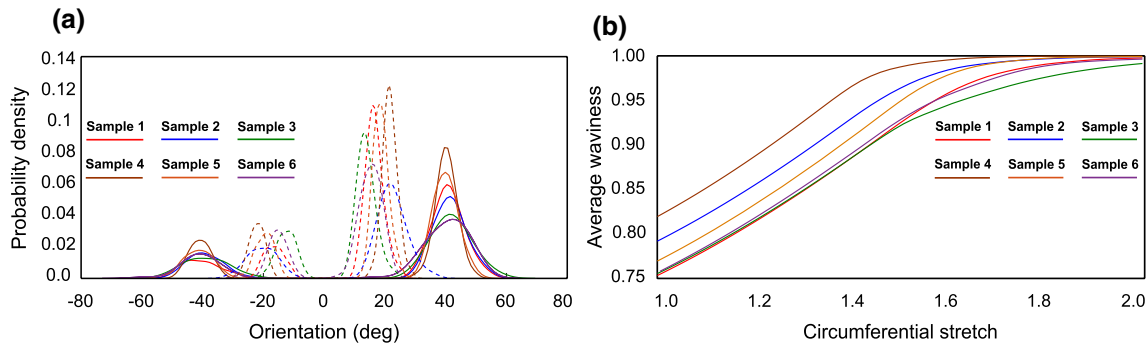 (a)
Probability density
0.14
0.12
0.1
0.08
0.06
0.04
0.02
0.0
Sample 1 Sample 2 Sample 3
Sample 4 Sample 5 Sample 6
-80 -60 -40 -20 0 20 40 60 80
Orientation (deg)
(b)
Average waviness
1.00
0.95
0.90
0.85
0.80
0.75
Sample 1 Sample 2 Sample 3
Sample 4 Sample 5 Sample 6
1.0 1.2 1.4 1.6 1.8 2.0
Circumferential stretch